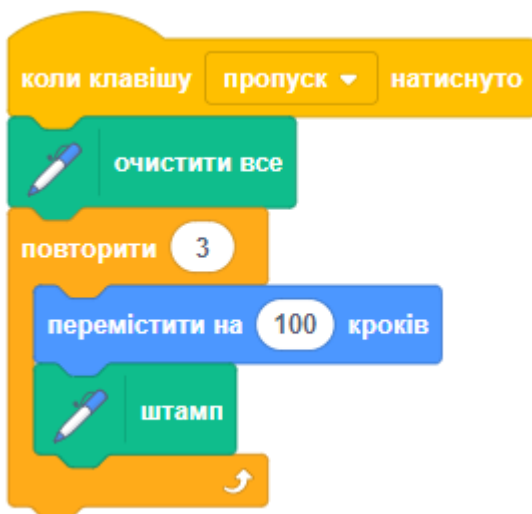 коли клавішу пропуск натиснуто
очистити все
повторити 3
перемістити на 100 кроків
штамп